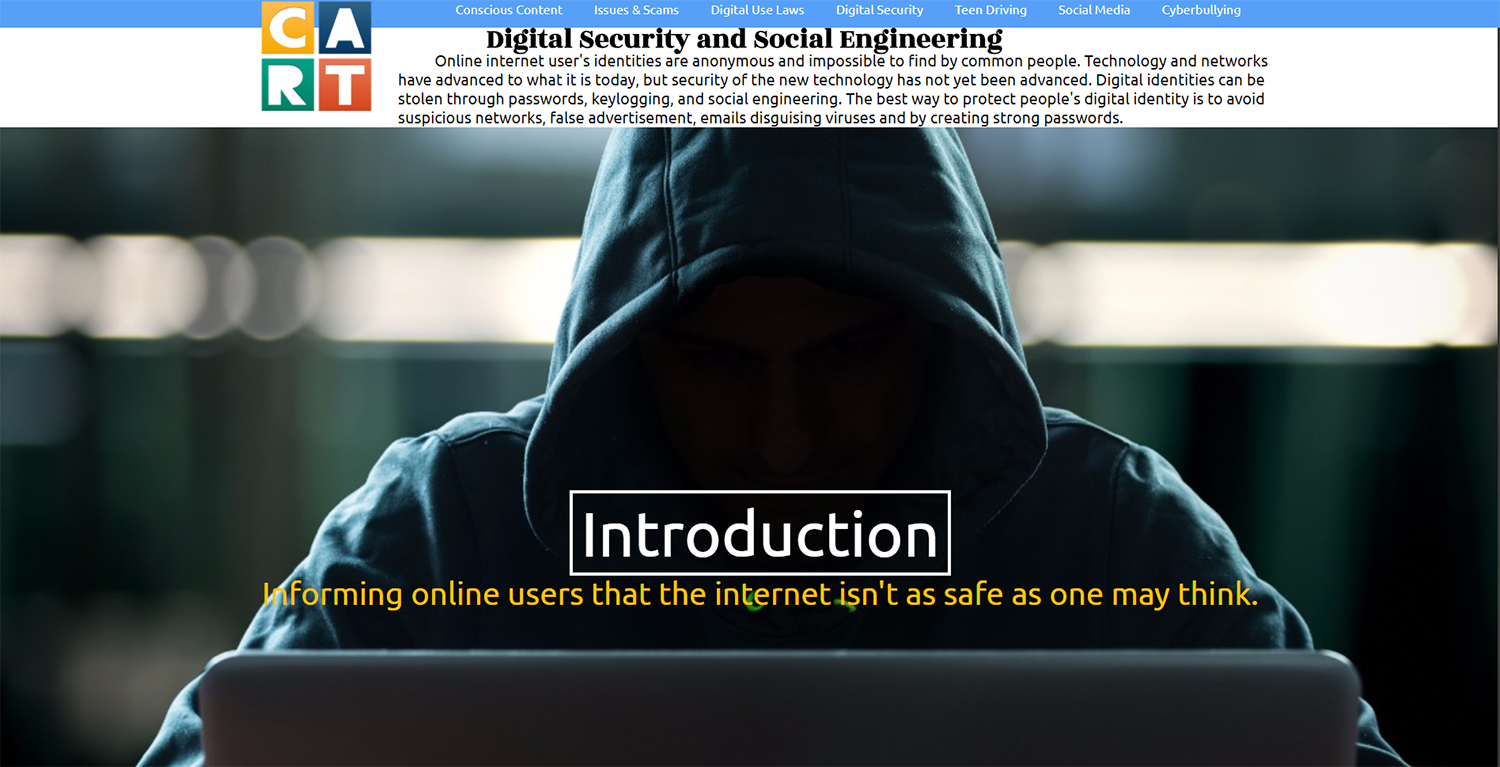 CART
Conscious Content Issues & Scams Digital Use Laws Digital Security Teen Driving Social Media Cyberbullying
Digital Security and Social Engineering
Online internet user's identities are anonymous and impossible to find by common people. Technology and networks
have advanced to what it is today, but security of the new technology has not yet been advanced. Digital identities can be
stolen through passwords, keylogging, and social engineering. The best way to protect people's digital identity is to avoid
suspicious networks, false advertisement, emails disguising viruses and by creating strong passwords.
Introduction
Informing online users that the internet isn't as safe as one may think.